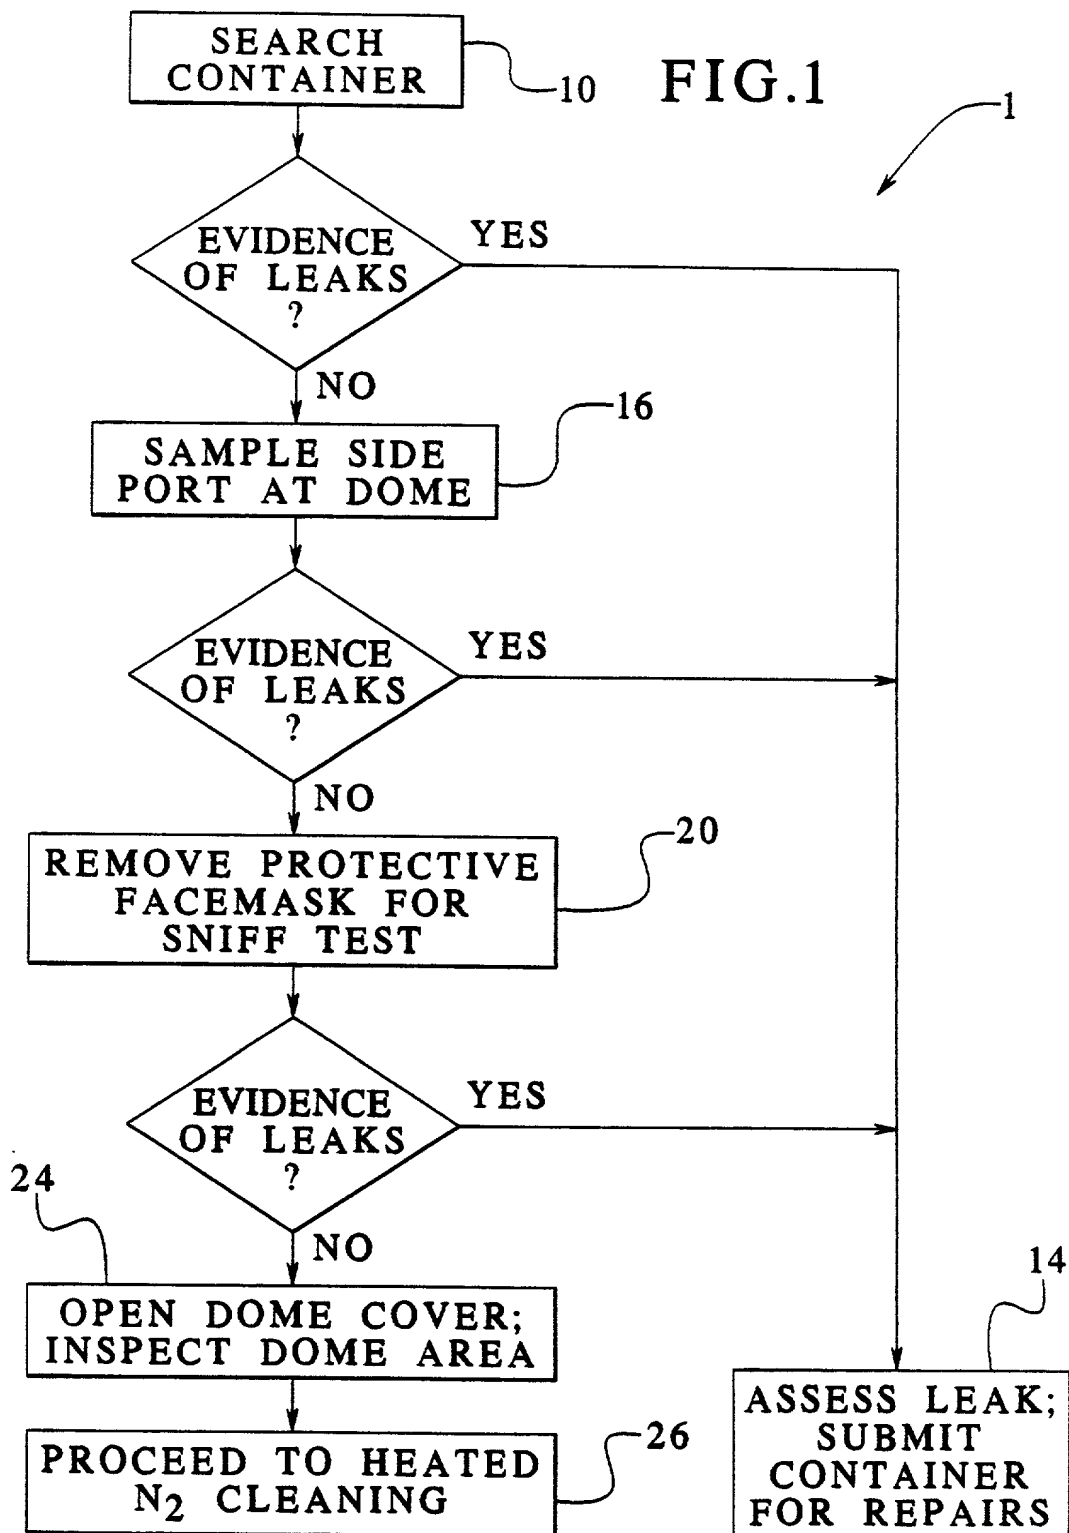 SEARCH
CONTAINER
10
FIG.1
1
EVIDENCE
OF LEAKS
?
YES
NO
16
SAMPLE SIDE
PORT AT DOME
EVIDENCE
OF LEAKS
?
YES
NO
20
REMOVE PROTECTIVE
FACEMASK FOR
SNIFF TEST
EVIDENCE
OF LEAKS
?
YES
NO
24
OPEN DOME COVER;
INSPECT DOME AREA
26
PROCEED TO HEATED
N2 CLEANING
14
ASSESS LEAK;
SUBMIT
CONTAINER
FOR REPAIRS